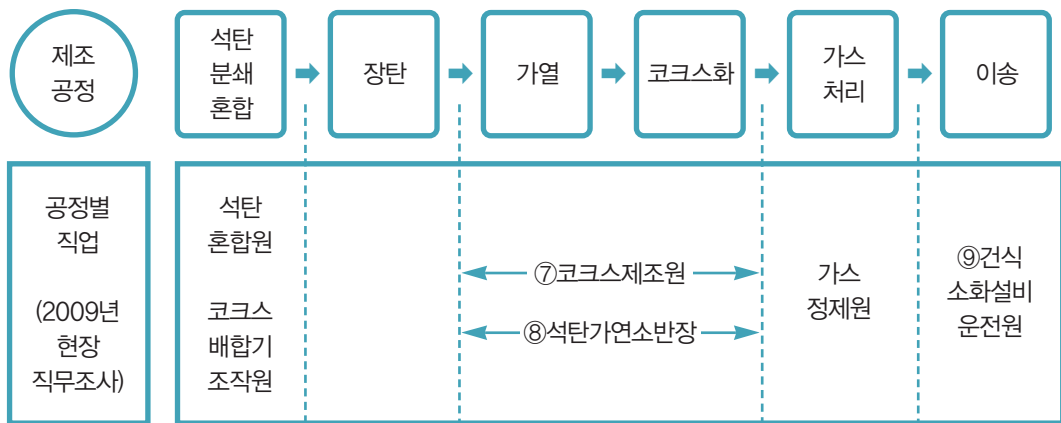 제조
공정
석탄
분쇄
혼합
장탄
가열
코크스화
가스
처리
이송
공정별
직업
(2009년
현장
직무조사)
석탄
혼합원
코크스
배합기
조작원
⑦코크스제조원
⑧석탄가연소반장
가스
정제원
⑨건식
소화설비
운전원